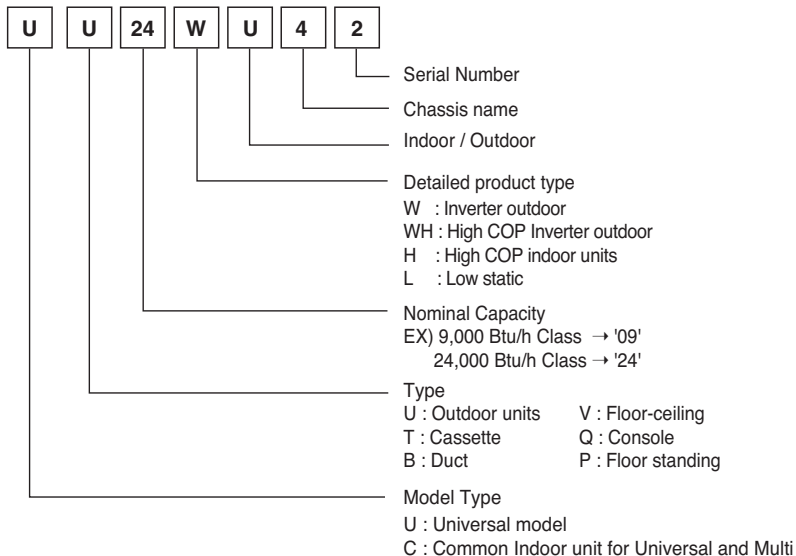 U U 24 W U 4 2
Serial Number
Chassis name
Indoor / Outdoor
Detailed product type
W : Inverter outdoor
WH : High COP Inverter outdoor
H : High COP indoor units
L : Low static
Nominal Capacity
EX) 9,000 Btu/h Class → '09'
24,000 Btu/h Class → '24'
Type
U : Outdoor units V : Floor-ceiling
T : Cassette Q : Console
B : Duct P : Floor standing
Model Type
U : Universal model
C : Common Indoor unit for Universal and Multi